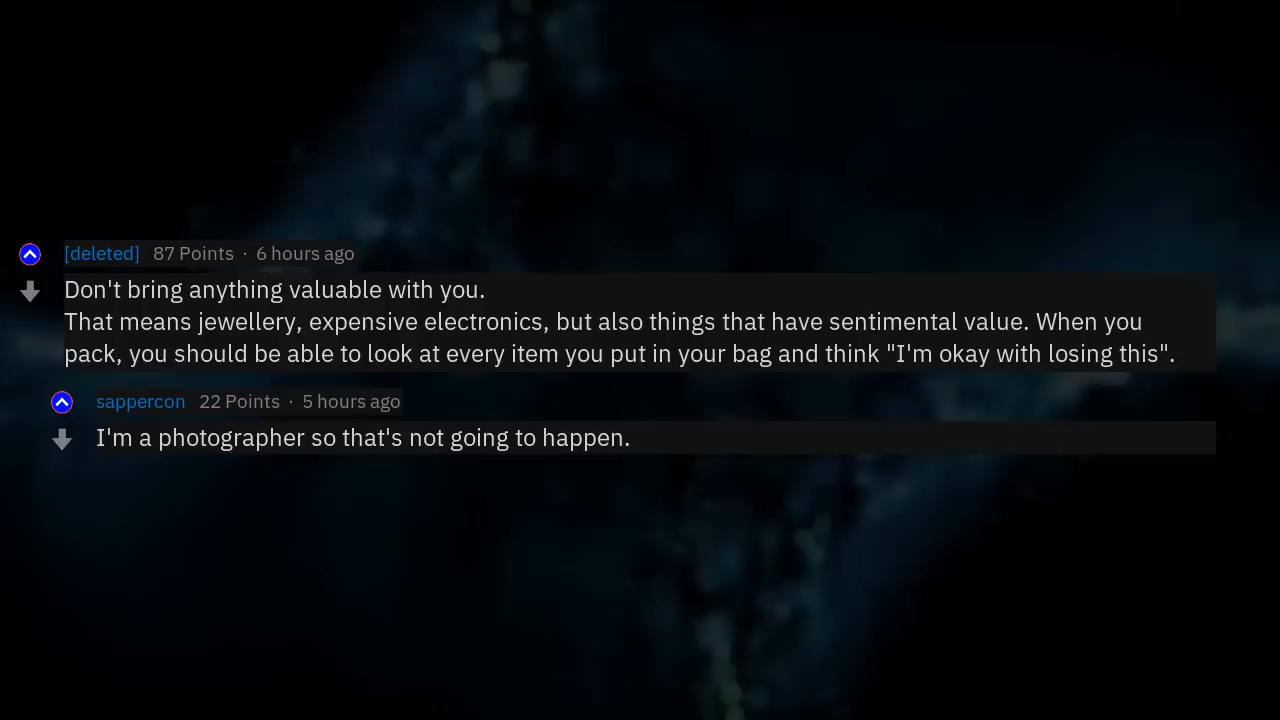 [deleted] 87 Points · 6 hours ago
Don't bring anything valuable with you.
That means jewellery, expensive electronics, but also things that have sentimental value. When you
pack, you should be able to look at every item you put in your bag and think "I'm okay with losing this".
sappercon 22 Points · 5 hours ago
I'm a photographer so that's not going to happen.